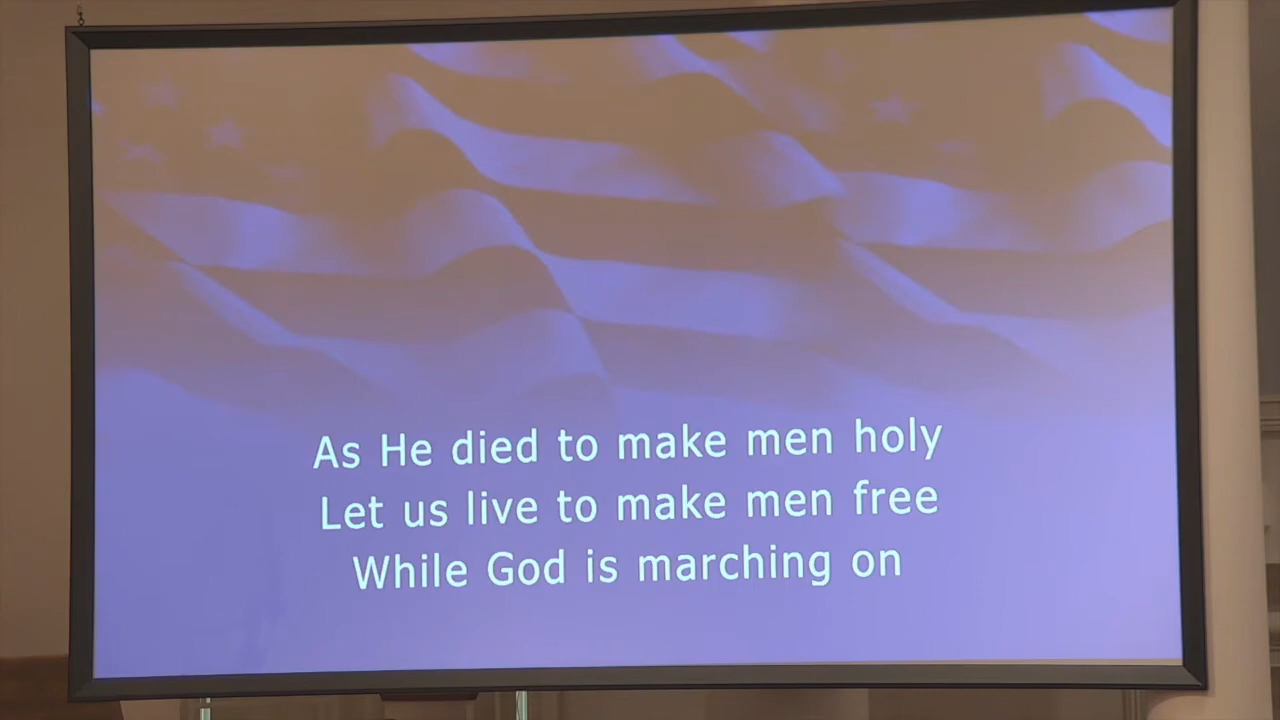 As He died to make men holy
Let us live to make men free
While God is marching on